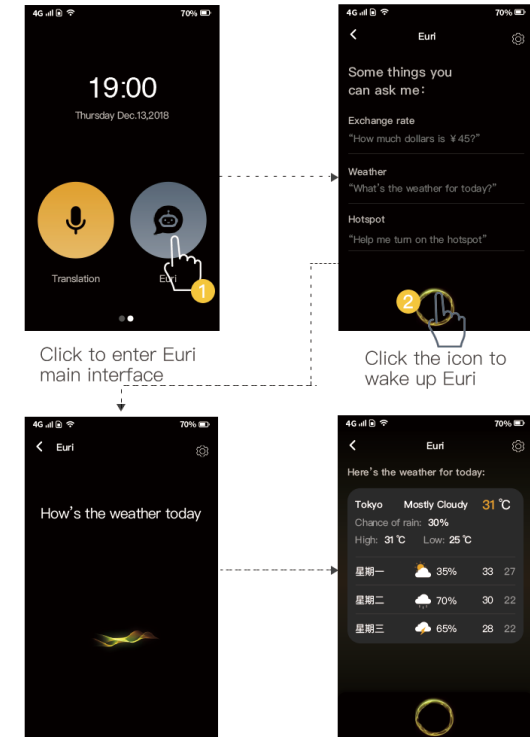 4G 70%
19:00
Thursday Dec.13,2018
Translation
Euri
1
Click to enter Euri
main interface
4G 70%
Euri
Some things you
can ask me:
Exchange rate
“How much dollars is ¥45?”
Weather
“What's the weather for today?”
Hotspot
“Help me turn on the hotspot”
2
Click the icon to
wake up Euri
4G 70%
Euri
How's the weather today
4G 70%
Euri
Here's the weather for today:
Tokyo Mostly Cloudy 31℃
Chance of rain: 30%
High: 31℃ Low: 25℃
星期一 35% 33 27
星期二 70% 30 22
星期三 65% 28 22